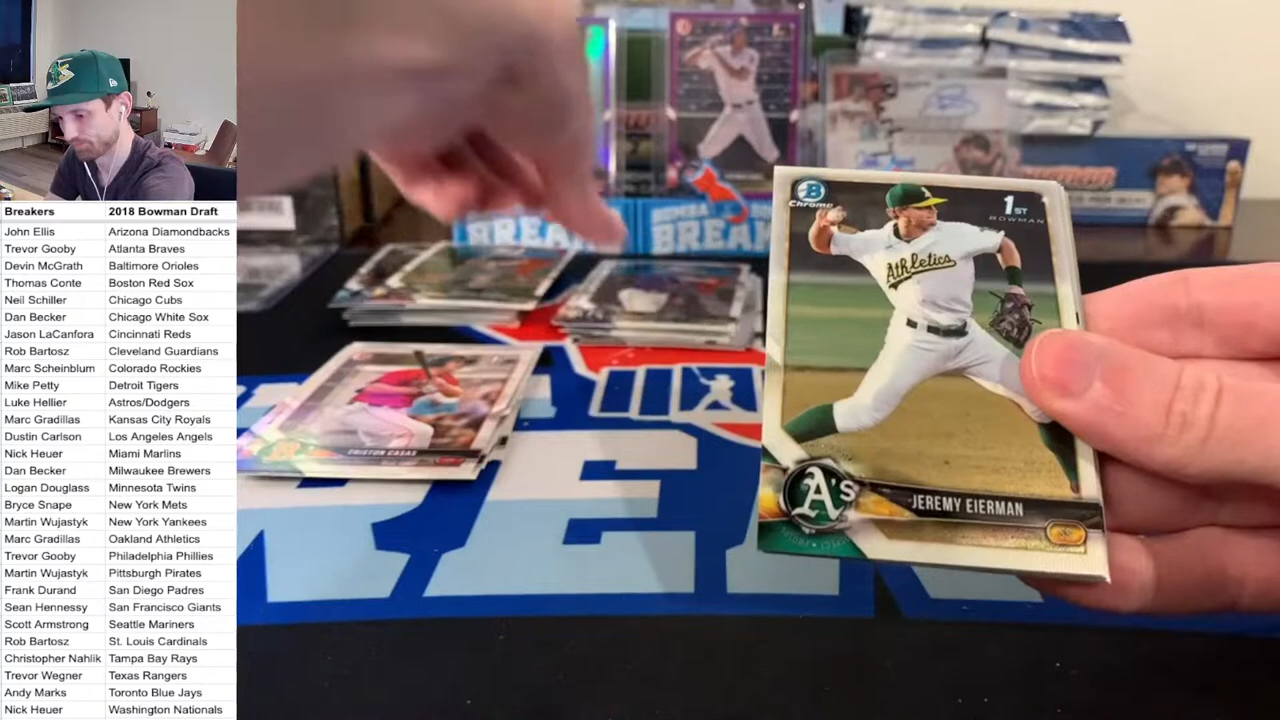 Breakers 2018 Bowman Draft
John Ellis Arizona Diamondbacks
Trevor Gooby Atlanta Braves
Devin McGrath Baltimore Orioles
Thomas Conte Boston Red Sox
Neil Schiller Chicago Cubs
Dan Becker Chicago White Sox
Jason LaCanfora Cincinnati Reds
Rob Bartosz Cleveland Guardians
Marc Scheinblum Colorado Rockies
Mike Petty Detroit Tigers
Luke Hellier Astros/Dodgers
Marc Gradillas Kansas City Royals
Dustin Carlson Los Angeles Angels
Nick Heuer Miami Marlins
Dan Becker Milwaukee Brewers
Logan Douglass Minnesota Twins
Bryce Snape New York Mets
Martin Wujastyk New York Yankees
Marc Gradillas Oakland Athletics
Trevor Gooby Philadelphia Phillies
Martin Wujastyk Pittsburgh Pirates
Frank Durand San Diego Padres
Sean Hennessy San Francisco Giants
Scott Armstrong Seattle Mariners
Rob Bartosz St. Louis Cardinals
Christopher Nahlik Tampa Bay Rays
Trevor Wegner Texas Rangers
Andy Marks Toronto Blue Jays
Nick Heuer Washington Nationals
BREAK
B
Chrome
1ST
BOWMAN
Athletics
A's
JEREMY EIERMAN
TRISTON CASAS